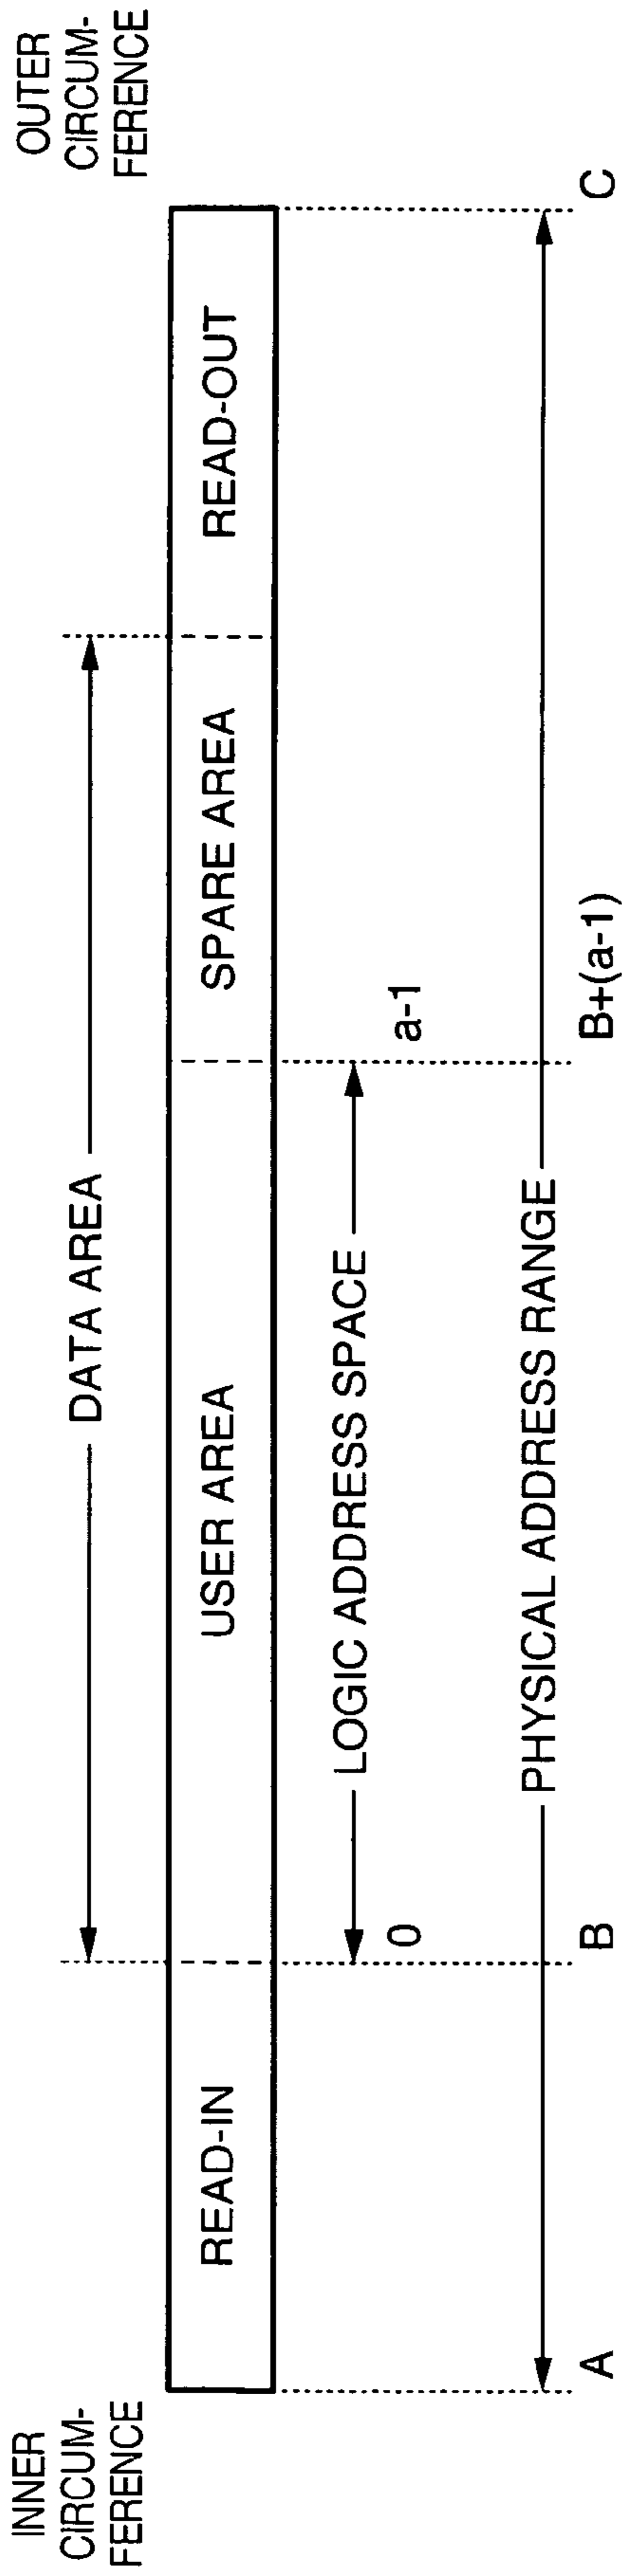 INNER
CIRCUM-
FERENCE
OUTER
CIRCUM-
FERENCE
DATA AREA
READ-IN
USER AREA
SPARE AREA
READ-OUT
LOGIC ADDRESS SPACE
0
a-1
PHYSICAL ADDRESS RANGE
A
B
B+(a-1)
C